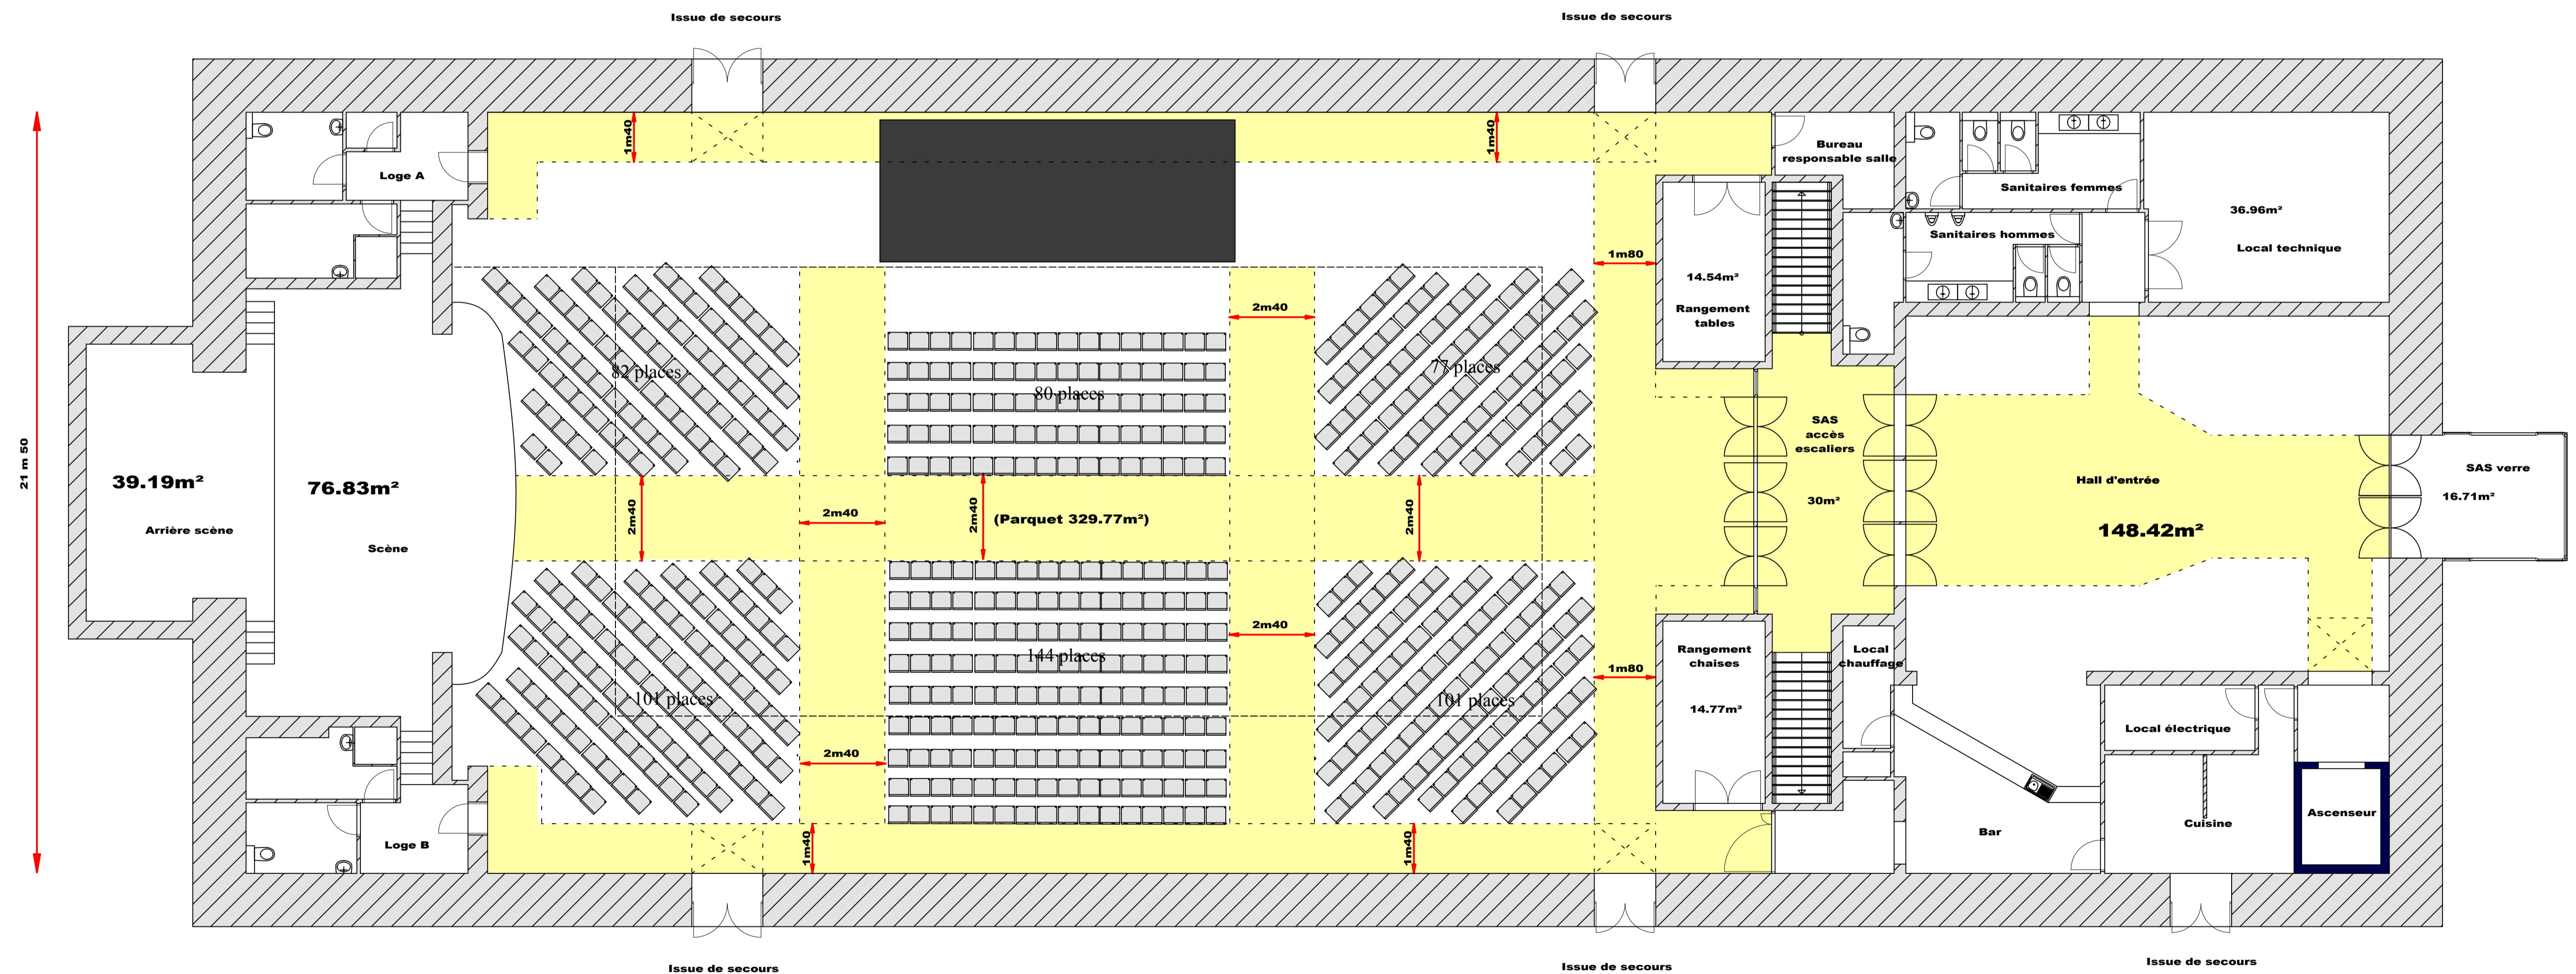 Issue de secours
Issue de secours
1m40
1m40
Bureau
responsable salle
Loge A
Sanitaires femmes
36.96m²
Sanitaires hommes
Local technique
1m80
14.54m²
2m40
Rangement
tables
82 places
77 places
80 places
SAS
accès
escaliers
21 m 50
39.19m²
76.83m²
SAS verre
Hall d'entrée
16.71m²
30m²
2m40
2m40
2m40
(Parquet 329.77m²)
2m40
Arrière scène
148.42m²
Scène
2m40
Rangement
chaises
Local
chauffage
144 places
1m80
101 places
101 places
14.77m²
Local électrique
2m40
Ascenseur
Cuisine
Bar
1m40
1m40
Loge B
Issue de secours
Issue de secours
Issue de secours